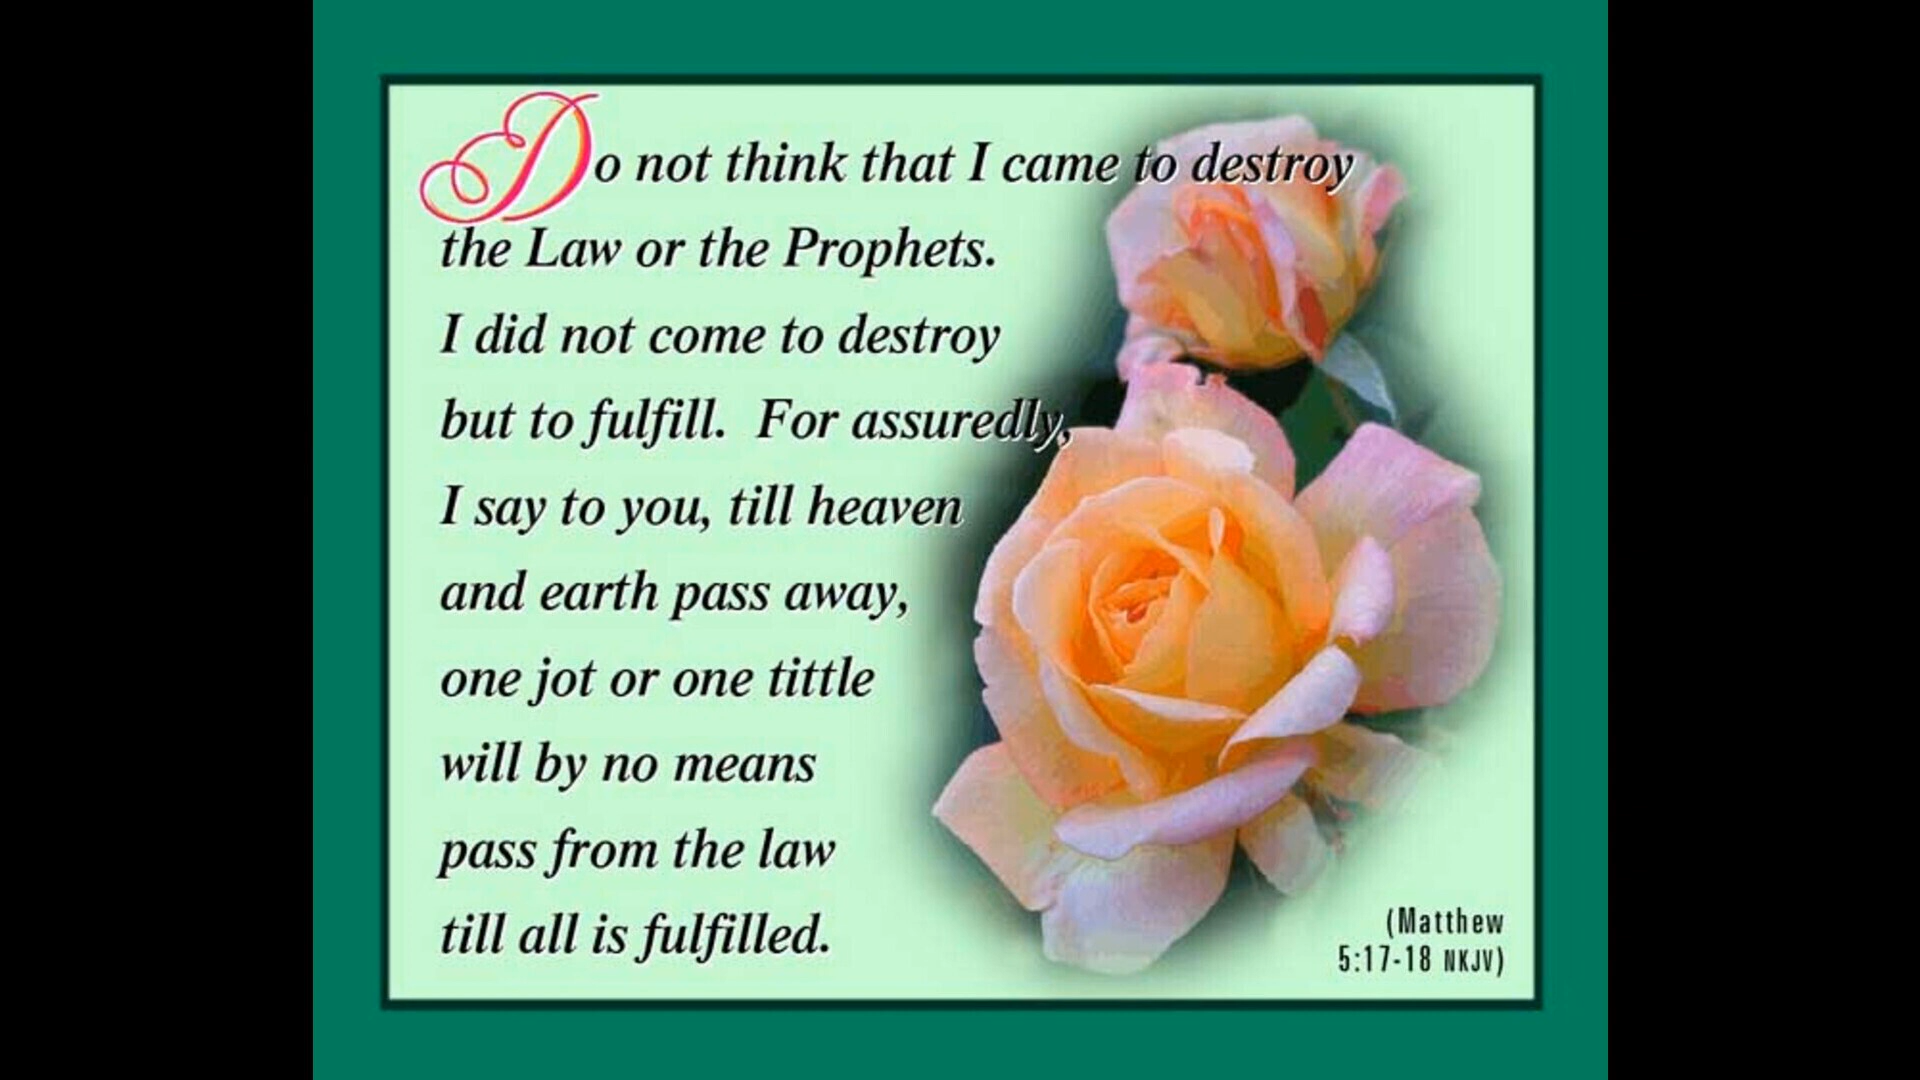 Do not think that I came to destroy
the Law or the Prophets.
I did not come to destroy
but to fulfill.  For assuredly,
I say to you, till heaven
and earth pass away,
one jot or one tittle
will by no means
pass from the law
till all is fulfilled.
(Matthew
5:17-18 NKJV)